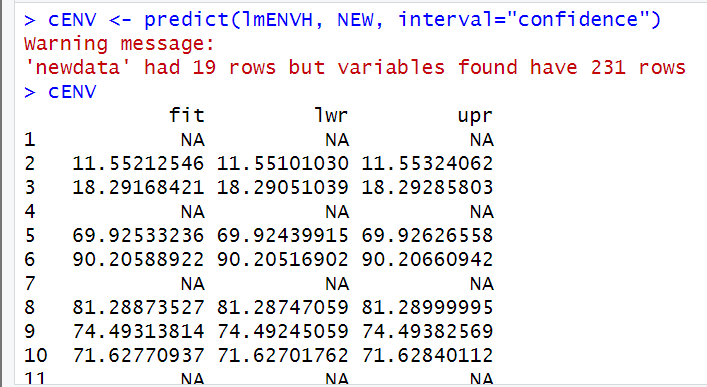 > cENV <- predict(lmENVH, NEW, interval="confidence")
Warning message:
'newdata' had 19 rows but variables found have 231 rows
> cENV
fit lwr upr
1 NA NA NA
2 11.55212546 11.55101030 11.55324062
3 18.29168421 18.29051039 18.29285803
4 NA NA NA
5 69.92533236 69.92439915 69.92626558
6 90.20588922 90.20516902 90.20660942
7 NA NA NA
8 81.28873527 81.28747059 81.28999995
9 74.49313814 74.49245059 74.49382569
10 71.62770937 71.62701762 71.62840112
11 NA NA NA